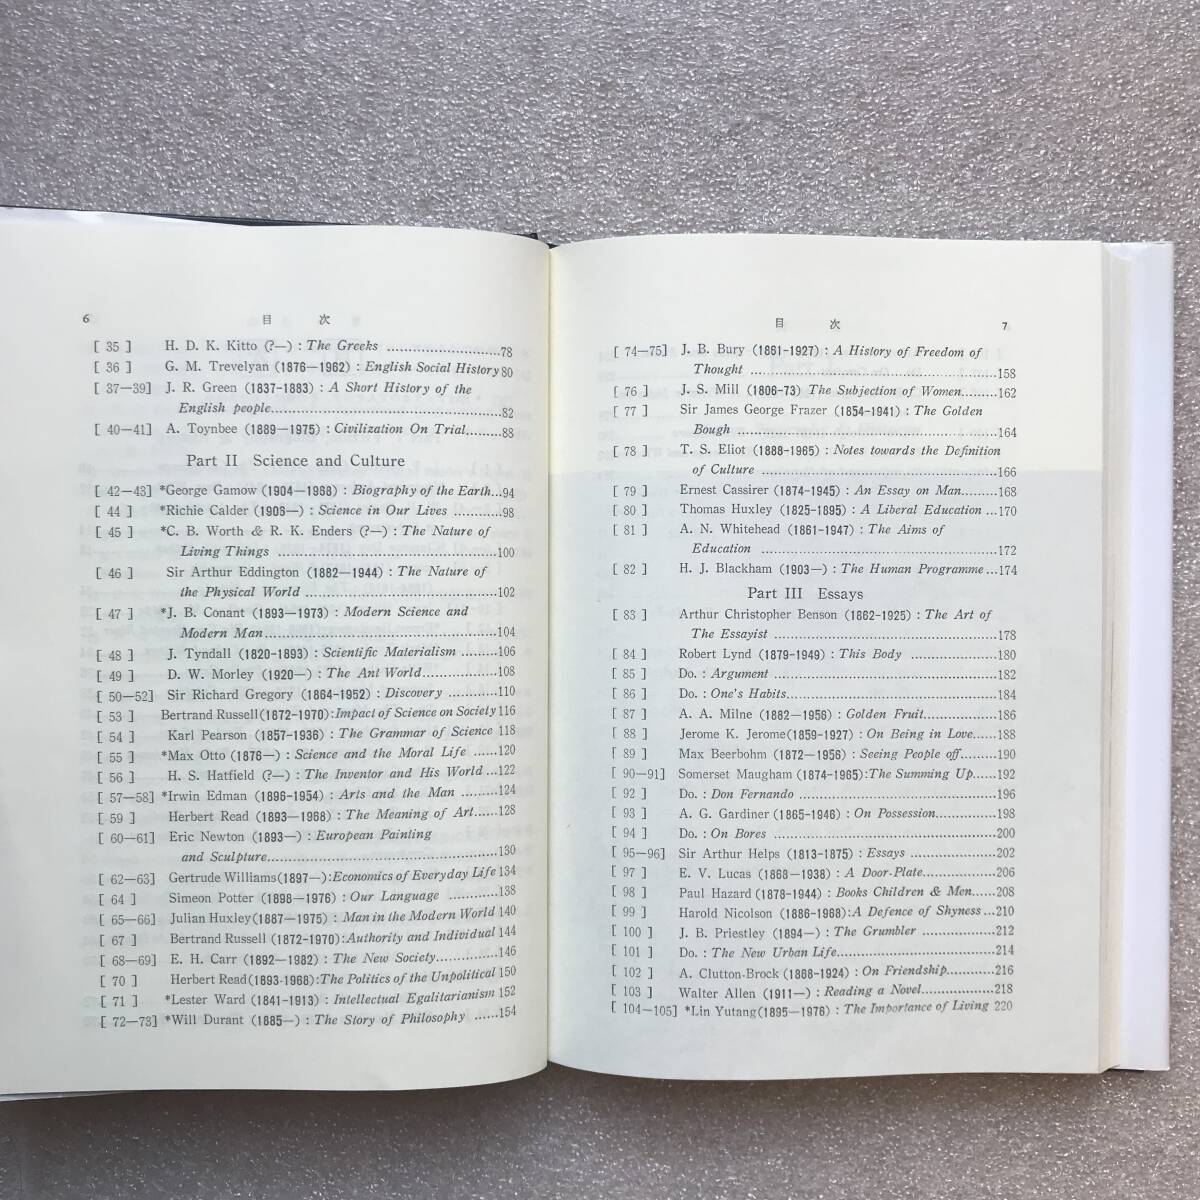 6 目 次
[ 35 ] H. D. K. Kitto (?—) : The Greeks ...........................78
[ 36 ] G. M. Trevelyan (1876—1962) : English Social History 80
[ 37—39] J. R. Green (1837-1883) : A Short History of the
English people......................................................82
[ 40—41] A. Toynbee (1889—1975) : Civilization On Trial.........88
Part II Science and Culture
[ 42—43] *George Gamow (1904—1968) : Biography of the Earth...94
[ 44 ] *Richie Calder (1903—) : Science in Our Lives ............98
[ 45 ] *C. B. Worth & R. K. Enders (?—) : The Nature of
Living Things ......................................................100
[ 46 ] Sir Arthur Eddington (1882—1944) : The Nature of
the Physical World ................................................102
[ 47 ] *J. B. Conant (1893—1973) : Modern Science and
Modern Man.........................................................104
[ 48 ] J. Tyndall (1820-1893) : Scientific Materialism .........106
[ 49 ] D. W. Morley (1920—) : The Ant World..................108
[ 50—52] Sir Richard Gregory (1864-1952) : Discovery ............110
[ 53 ] Bertrand Russell(1872-1970):Impact of Science on Society 116
[ 54 ] Karl Pearson (1857-1936) : The Grammar of Science 118
[ 55 ] *Max Otto (1876—) : Science and the Moral Life ......120
[ 56 ] H. S. Hatfield (?—) : The Inventor and His World ...122
[ 57—58] *Irwin Edman (1896-1954) : Arts and the Man .........124
[ 59 ] Herbert Read (1893—1968) : The Meaning of Art......128
[ 60—61] Eric Newton (1893—) : European Painting
and Sculpture......................................................130
[ 62—63] Gertrude Williams(1897—):Economics of Everyday Life 134
[ 64 ] Simeon Potter (1898—1976) : Our Language ............138
[ 65—66] Julian Huxley(1887—1975) : Man in the Modern World 140
[ 67 ] Bertrand Russell (1872-1970):Authority and Individual 144
[ 68—69] E. H. Carr (1892—1982) : The New Society...............146
[ 70 ] Herbert Read(1893-1968):The Politics of the Unpolitical 150
[ 71 ] *Lester Ward (1841-1913) : Intellectual Egalitarianism 152
[ 72—73] *Will Durant (1885—) : The Story of Philosophy ......154
目 次 7
[ 74—75] J. B. Bury (1861-1927) : A History of Freedom of
Thought ............................................................158
[ 76 ] J. S. Mill (1806-73) The Subjection of Women.........162
[ 77 ] Sir James George Frazer (1854-1941) : The Golden
Bough ...............................................................164
[ 78 ] T. S. Eliot (1888-1965) : Notes towards the Definition
of Culture .........................................................166
[ 79 ] Ernest Cassirer (1874-1945) : An Essay on Man.........168
[ 80 ] Thomas Huxley (1825-1895) : A Liberal Education ...170
[ 81 ] A. N. Whitehead (1861-1947) : The Aims of
Education .........................................................172
[ 82 ] H. J. Blackham (1903—) : The Human Programme...174
Part III Essays
[ 83 ] Arthur Christopher Benson (1862-1925) : The Art of
The Essayist ......................................................178
[ 84 ] Robert Lynd (1879-1949) : This Body .....................180
[ 85 ] Do. : Argument ...................................................182
[ 86 ] Do. : One's Habits................................................184
[ 87 ] A. A. Milne (1882—1956) : Golden Fruit..................186
[ 88 ] Jerome K. Jerome(1859-1927) : On Being in Love......188
[ 89 ] Max Beerbohm (1872—1956) : Seeing People off.........190
[ 90—91] Somerset Maugham (1874-1965):The Summing Up......192
[ 92 ] Do. : Don Fernando .............................................196
[ 93 ] A. G. Gardiner (1865-1946) : On Possession...............198
[ 94 ] Do. : On Bores ...................................................200
[ 95—96] Sir Arthur Helps (1813-1875) : Essays .....................202
[ 97 ] E. V. Lucas (1868—1938) : A Door-Plate..................206
[ 98 ] Paul Hazard (1878-1944) : Books Children & Men......208
[ 99 ] Harold Nicolson (1886-1968):A Defence of Shyness ...210
[ 100 ] J. B. Priestley (1894—) : The Grumbler ..................212
[ 101 ] Do. : The New Urban Life....................................214
[ 102 ] A. Clutton-Brock (1868-1924) : On Friendship............216
[ 103 ] Walter Allen (1911—) : Reading a Novel..................218
[ 104—105] *Lin Yutang(1895—1976) : The Importance of Living 220